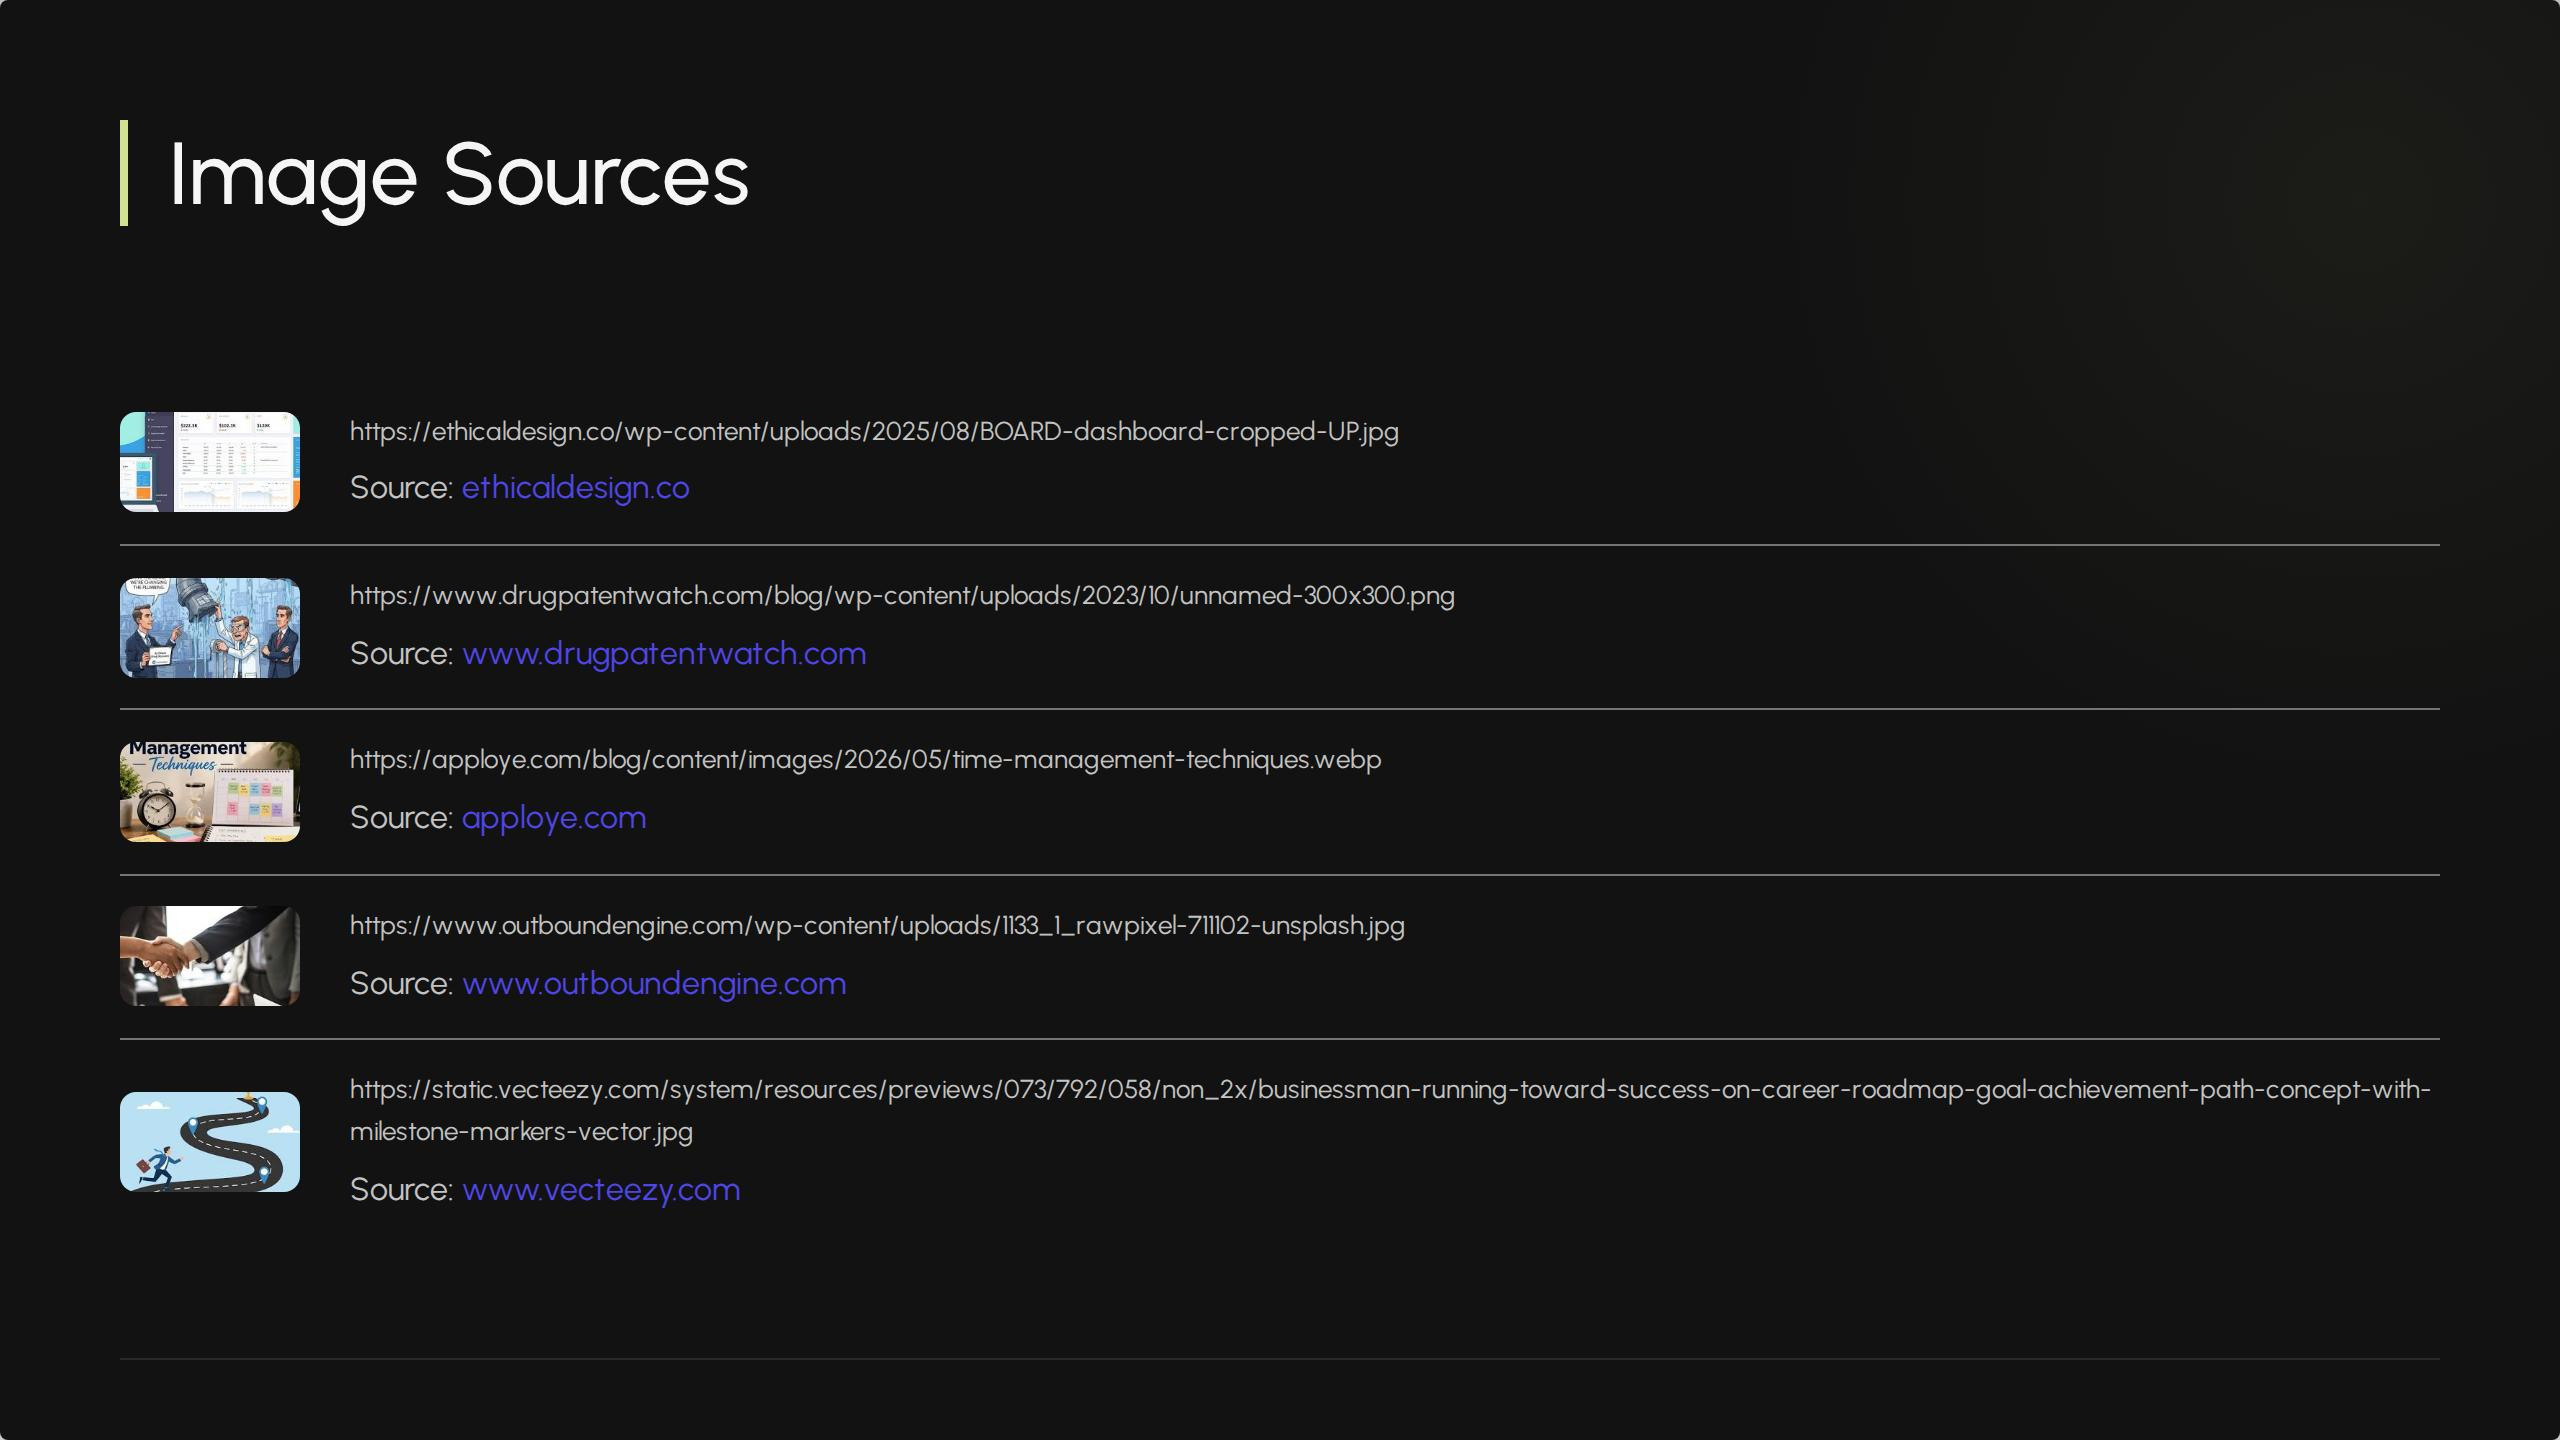 Image Sources
https://ethicaldesign.co/wp-content/uploads/2025/08/BOARD-dashboard-cropped-UP.jpg
Source: ethicaldesign.co
WE'RE CHANGING
THE PLUMBING.
https://www.drugpatentwatch.com/blog/wp-content/uploads/2023/10/unnamed-300x300.png
Source: www.drugpatentwatch.com
Management
Techniques
https://apploye.com/blog/content/images/2026/05/time-management-techniques.webp
Source: apploye.com
https://www.outboundengine.com/wp-content/uploads/1133_1_rawpixel-711102-unsplash.jpg
Source: www.outboundengine.com
https://static.vecteezy.com/system/resources/previews/073/792/058/non_2x/businessman-running-toward-success-on-career-roadmap-goal-achievement-path-concept-with-
milestone-markers-vector.jpg
Source: www.vecteezy.com